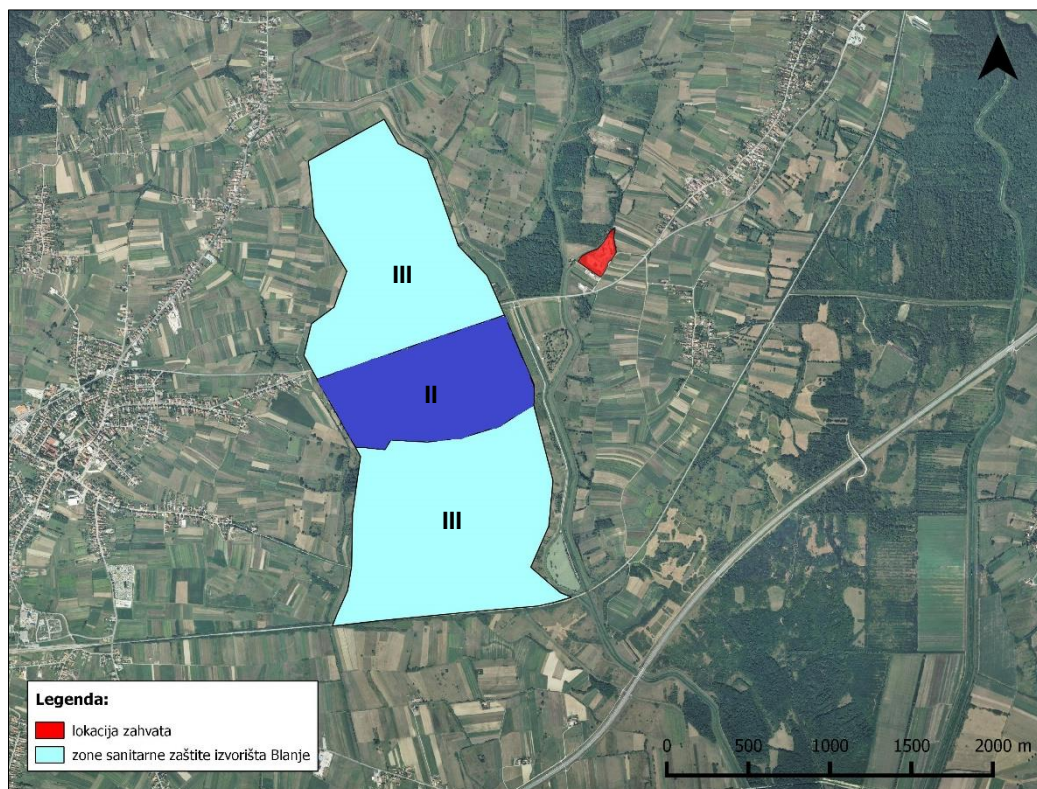 III
II
III
Legenda:
lokacija zahvata
zone sanitarne zaštite izvorišta Blanje
0 500 1000 1500 2000 m